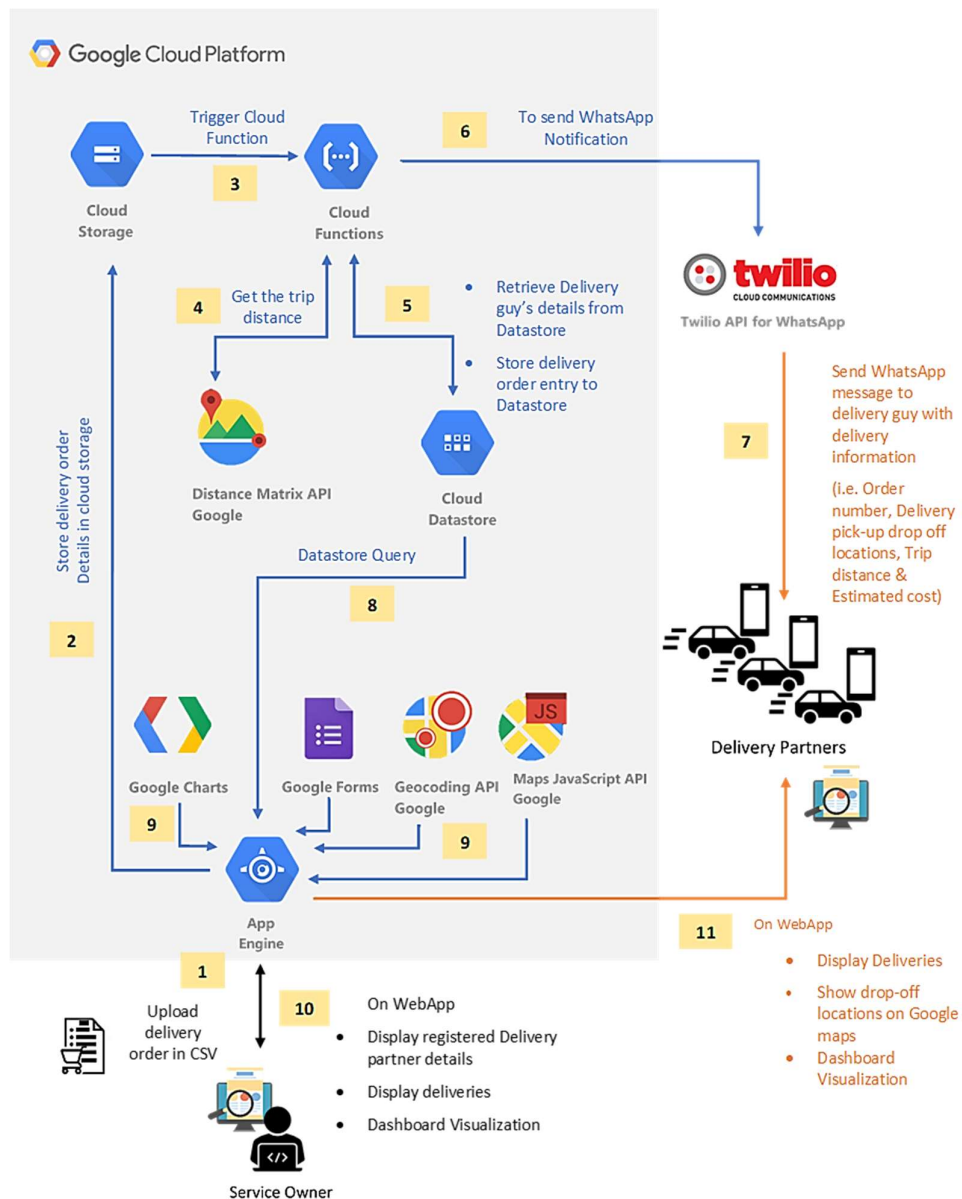 Google Cloud Platform
Trigger Cloud
Function
3
6
To send WhatsApp
Notification
Cloud
Storage
Cloud
Functions
4
Get the trip
distance
5
• Retrieve Delivery
guy's details from
Datastore
• Store delivery
order entry to
Datastore
twilio
CLOUD COMMUNICATIONS
Twilio API for WhatsApp
Send WhatsApp
message to
delivery guy with
delivery
information
(i.e. Order
number, Delivery
pick-up drop off
locations, Trip
distance &
Estimated cost)
7
Distance Matrix API
Google
Cloud
Datastore
Store delivery order
Details in cloud storage
2
Datastore Query
8
JS
Google Charts
Google Forms
Geocoding API
Google
Maps JavaScript API
Google
9
9
Delivery Partners
App
Engine
1
Upload
delivery
order in CSV
10
On WebApp
• Display registered Delivery
partner details
• Display deliveries
• Dashboard Visualization
</>
Service Owner
11
On WebApp
• Display Deliveries
• Show drop-off
locations on Google
maps
• Dashboard
Visualization